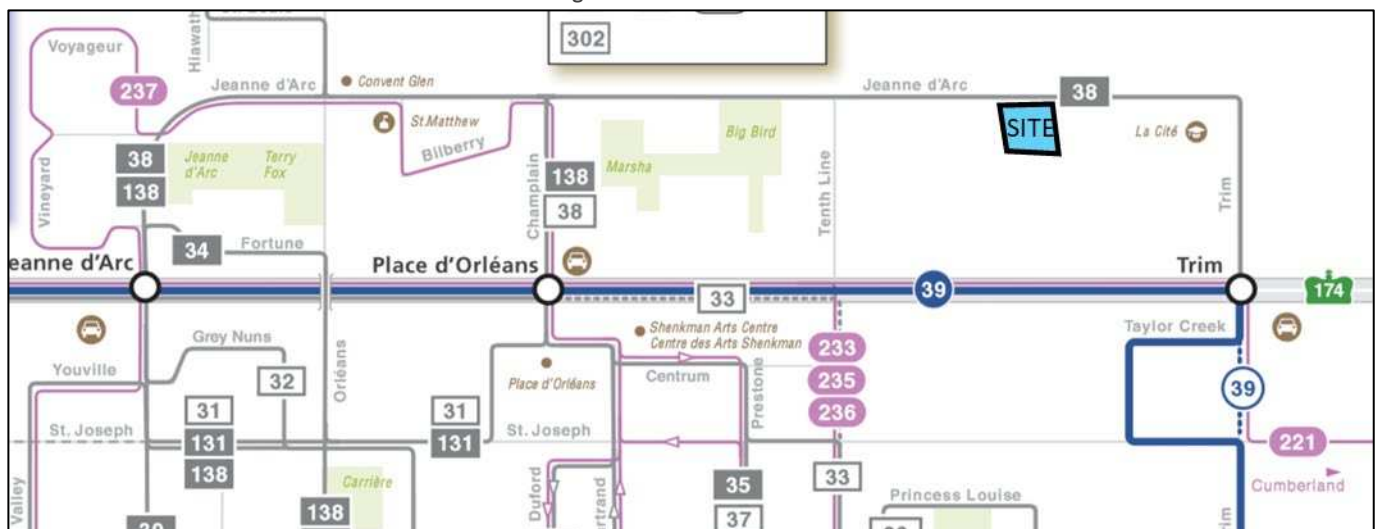 302
Voyageur
Hiawath
237
Jeanne d'Arc
Convent Glen
Jeanne d'Arc
38
SITE
La Cité
St.Matthew
Bilberry
Big Bird
Marsha
38
138
Jeanne
d'Arc
Terry
Fox
138
38
Champlain
Tenth Line
Trim
Vineyard
34
Fortune
eanne d'Arc
Place d'Orléans
Trim
33
39
174
Shenkman Arts Centre
Centre des Arts Shenkman
Taylor Creek
Grey Nuns
Orléans
Youville
32
Place d'Orléans
Centrum
Prestone
233
235
236
39
31
131
138
31
131
St. Joseph
St. Joseph
221
Cumberland
Valley
Carrière
138
Duford
rtrand
35
37
33
Princess Louise